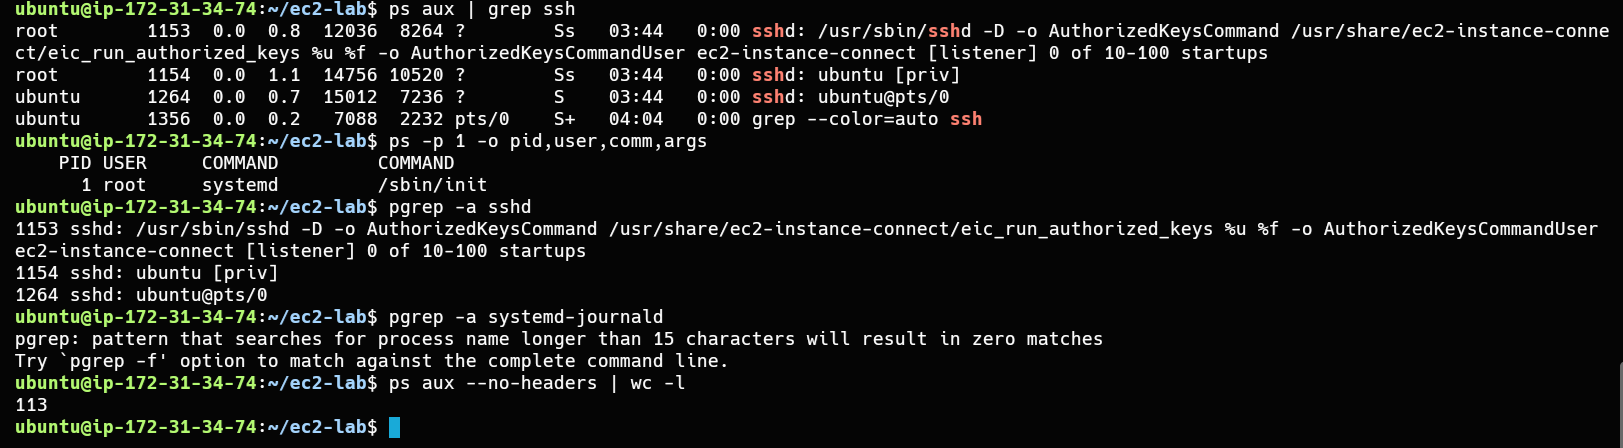 ubuntu@ip-172-31-34-74:~/ec2-lab$ ps aux | grep ssh
root        1153  0.0  0.8  12036  8264 ?        Ss   03:44   0:00 sshd: /usr/sbin/sshd -D -o AuthorizedKeysCommand /usr/share/ec2-instance-conne
ct/eic_run_authorized_keys %u %f -o AuthorizedKeysCommandUser ec2-instance-connect [listener] 0 of 10-100 startups
root        1154  0.0  1.1  14756 10520 ?        Ss   03:44   0:00 sshd: ubuntu [priv]
ubuntu      1264  0.0  0.7  15012  7236 ?        S    03:44   0:00 sshd: ubuntu@pts/0
ubuntu      1356  0.0  0.2   7088  2232 pts/0    S+   04:04   0:00 grep --color=auto ssh
ubuntu@ip-172-31-34-74:~/ec2-lab$ ps -p 1 -o pid,user,comm,args
    PID USER     COMMAND         COMMAND
      1 root     systemd         /sbin/init
ubuntu@ip-172-31-34-74:~/ec2-lab$ pgrep -a sshd
1153 sshd: /usr/sbin/sshd -D -o AuthorizedKeysCommand /usr/share/ec2-instance-connect/eic_run_authorized_keys %u %f -o AuthorizedKeysCommandUser
ec2-instance-connect [listener] 0 of 10-100 startups
1154 sshd: ubuntu [priv]
1264 sshd: ubuntu@pts/0
ubuntu@ip-172-31-34-74:~/ec2-lab$ pgrep -a systemd-journald
pgrep: pattern that searches for process name longer than 15 characters will result in zero matches
Try `pgrep -f' option to match against the complete command line.
ubuntu@ip-172-31-34-74:~/ec2-lab$ ps aux --no-headers | wc -l
113
ubuntu@ip-172-31-34-74:~/ec2-lab$